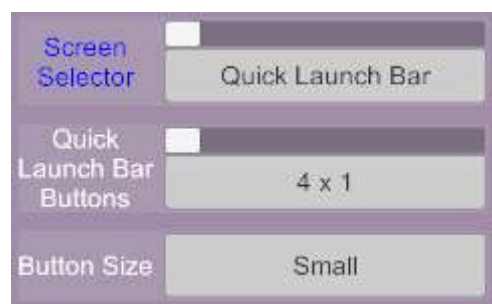 Screen
Selector
Quick Launch Bar
Quick
Launch Bar
Buttons
4 x 1
Button Size
Small